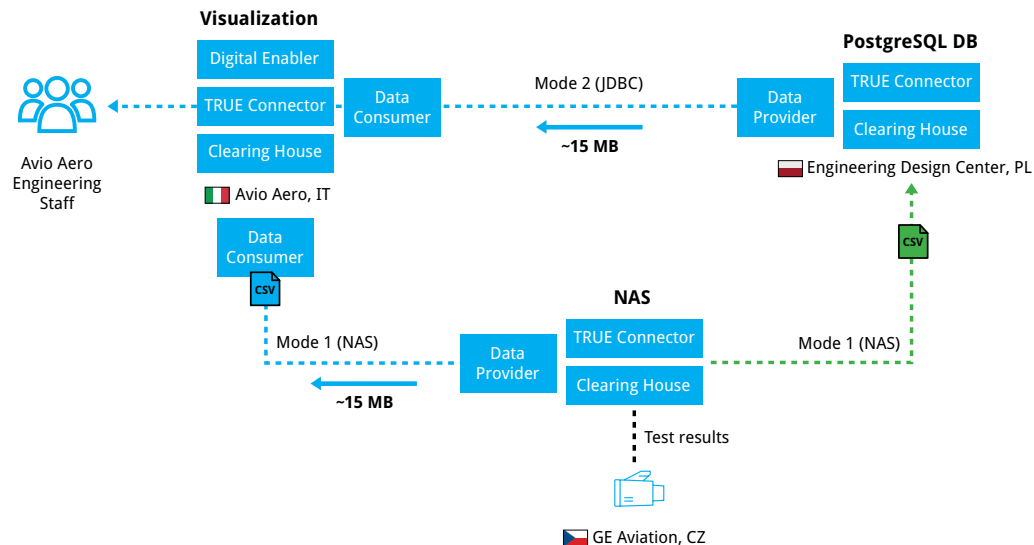 Visualization
Digital Enabler
TRUE Connector
Clearing House
Data
Consumer
Avio Aero
Engineering
Staff
Avio Aero, IT
Mode 2 (JDBC)
~15 MB
PostgreSQL DB
Data
Provider
TRUE Connector
Clearing House
Engineering Design Center, PL
Data
Consumer
CSV
CSV
Mode 1 (NAS)
~15 MB
NAS
Data
Provider
TRUE Connector
Clearing House
Mode 1 (NAS)
Test results
GE Aviation, CZ